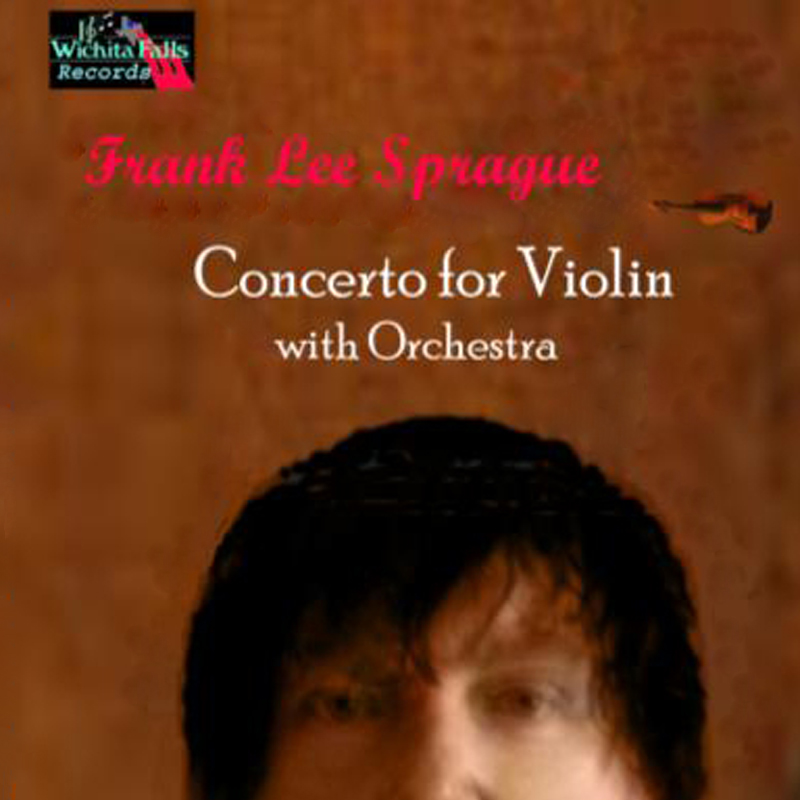 Wichita Falls
Records
Frank Lee Sprague
Concerto for Violin
with Orchestra